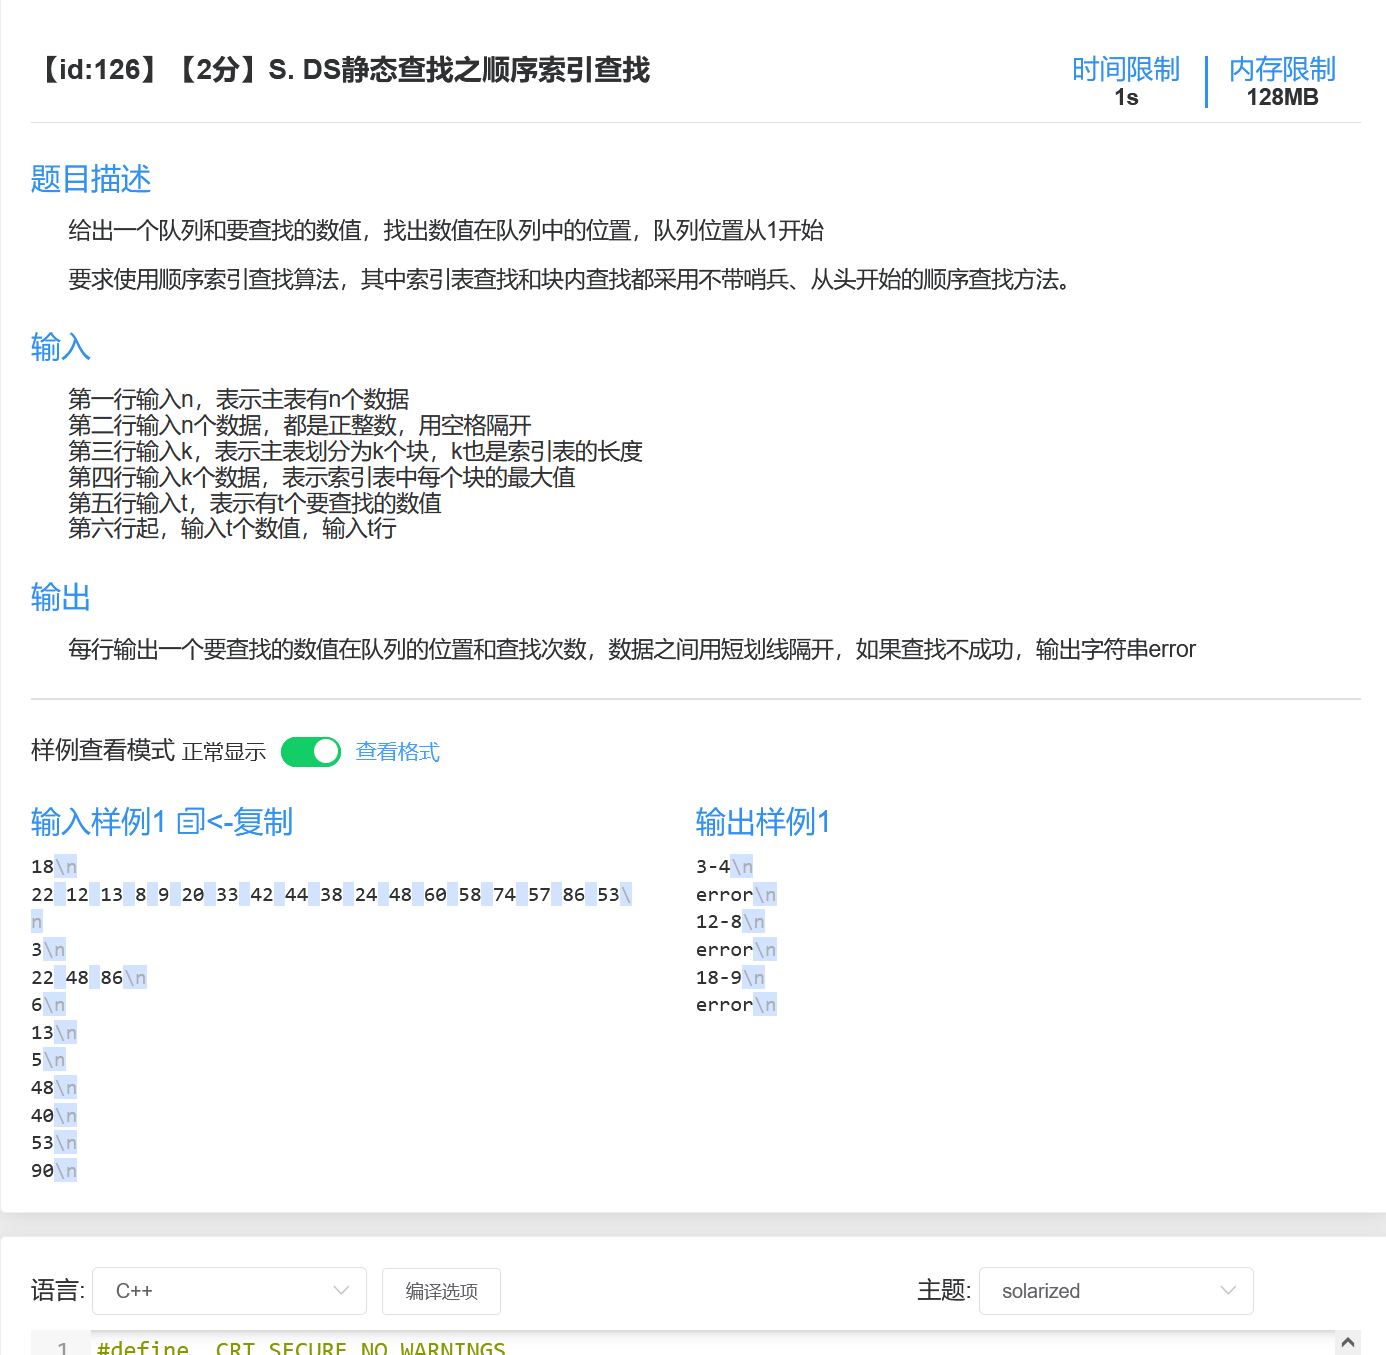 【id:126】【2分】S. DS静态查找之顺序索引查找
时间限制
1s
内存限制
128MB
题目描述
给出一个队列和要查找的数值，找出数值在队列中的位置，队列位置从1开始
要求使用顺序索引查找算法，其中索引表查找和块内查找都采用不带哨兵、从头开始的顺序查找方法。
输入
第一行输入n，表示主表有n个数据
第二行输入n个数据，都是正整数，用空格隔开
第三行输入k，表示主表划分为k个块，k也是索引表的长度
第四行输入k个数据，表示索引表中每个块的最大值
第五行输入t，表示有t个要查找的数值
第六行起，输入t个数值，输入t行
输出
每行输出一个要查找的数值在队列的位置和查找次数，数据之间用短划线隔开，如果查找不成功，输出字符串error
样例查看模式 正常显示 查看格式
输入样例1 <-复制
18\n
22 12 13 8 9 20 33 42 44 38 24 48 60 58 74 57 86 53\
n
3\n
22 48 86\n
6\n
13\n
5\n
48\n
40\n
53\n
90\n
输出样例1
3-4\n
error\n
12-8\n
error\n
18-9\n
error\n
语言: C++ 编译选项 主题: solarized
1 #define _CRT_SECURE_NO_WARNINGS